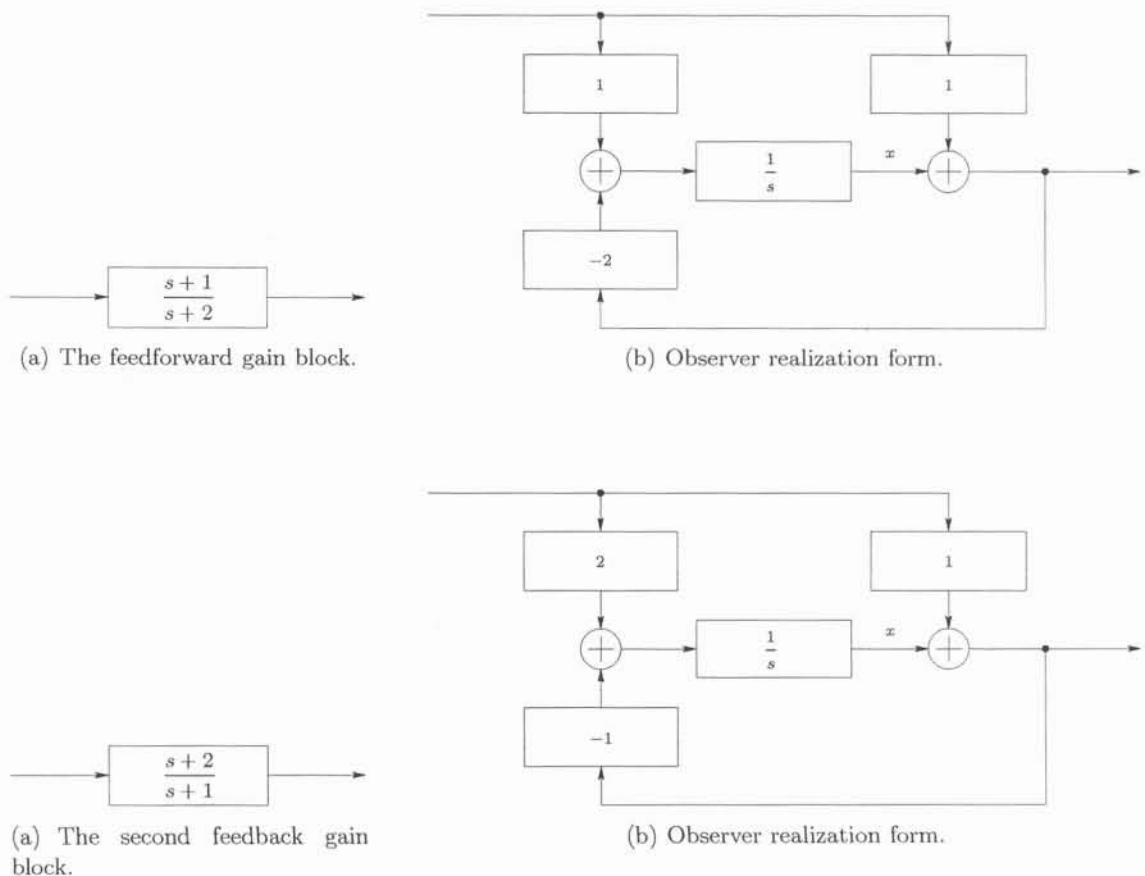 1
1
1
s
x
−2
s + 1
s + 2
(a) The feedforward gain block.
(b) Observer realization form.
2
1
1
s
x
−1
s + 2
s + 1
(a) The second feedback gain
block.
(b) Observer realization form.